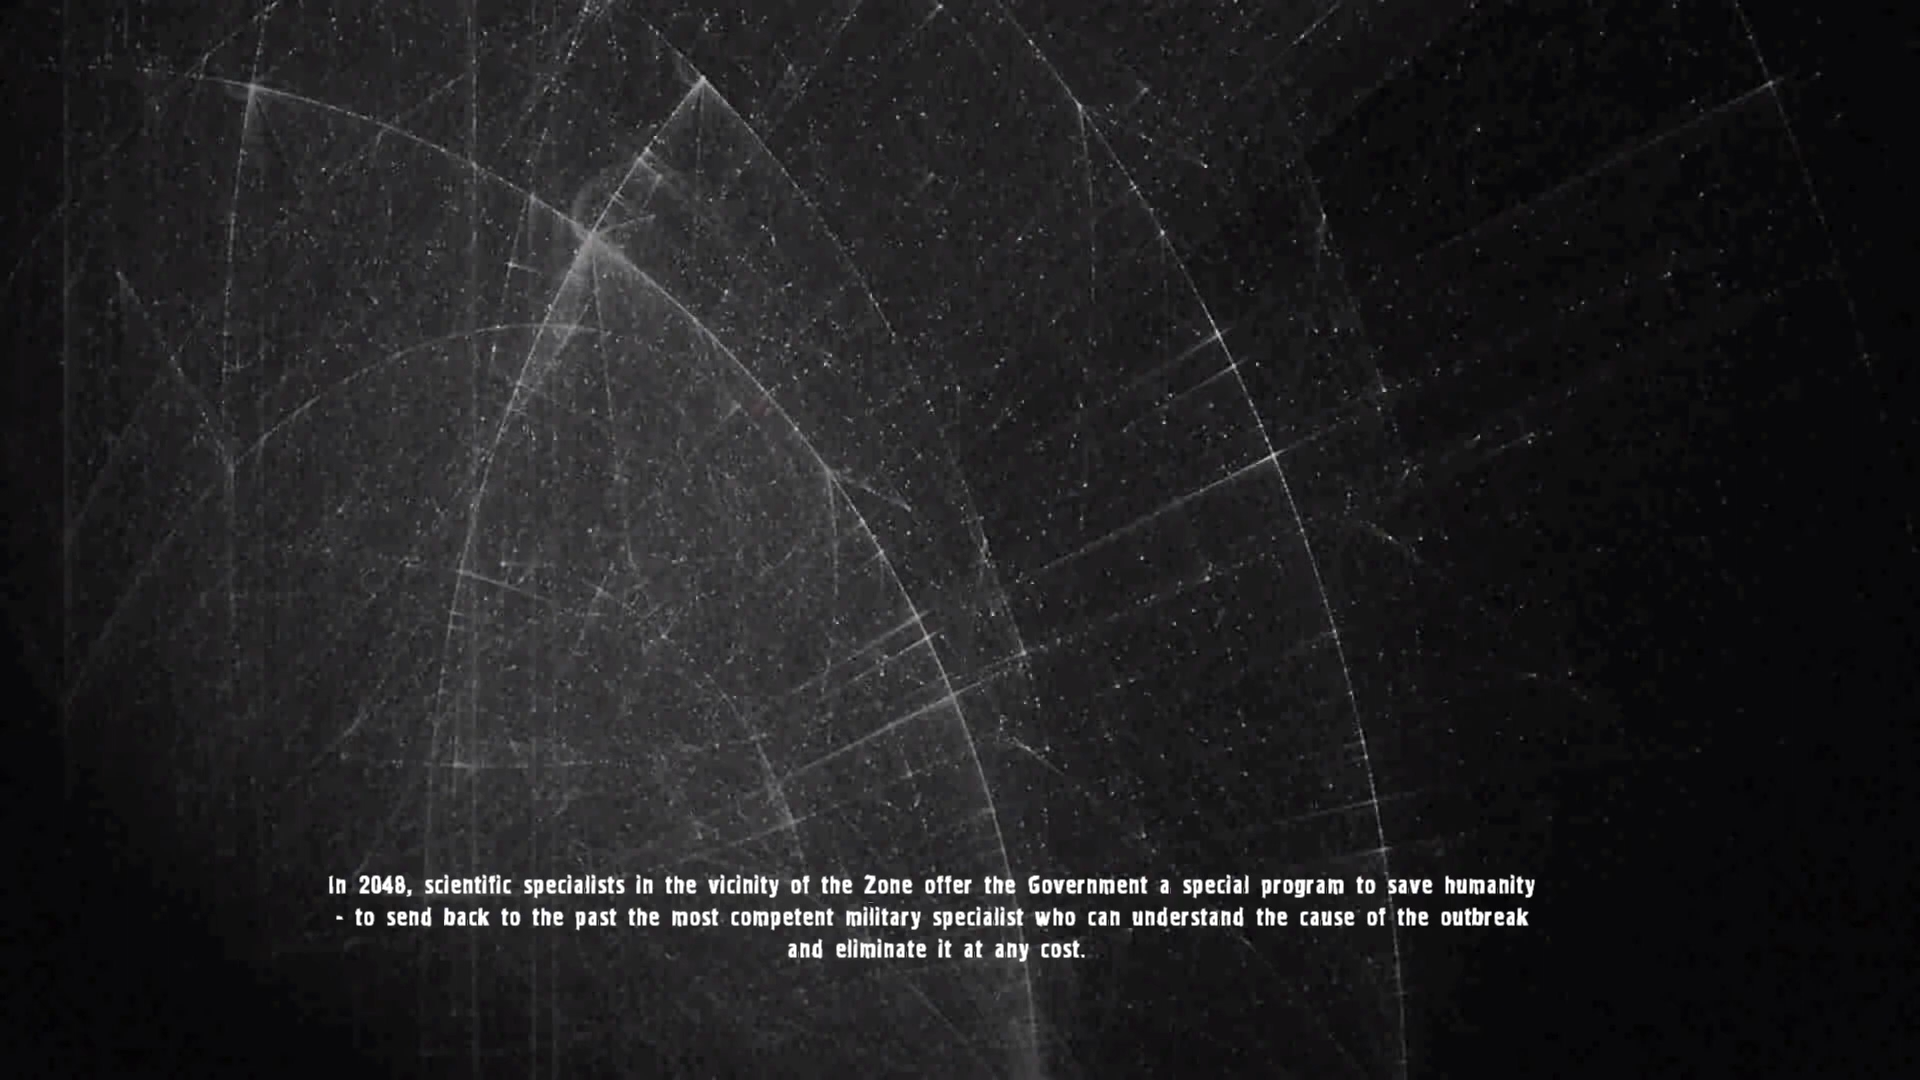 In 2048, scientific specialists in the vicinity of the Zone offer the Government a special program to save humanity
- to send back to the past the most competent military specialist who can understand the cause of the outbreak
and eliminate it at any cost.